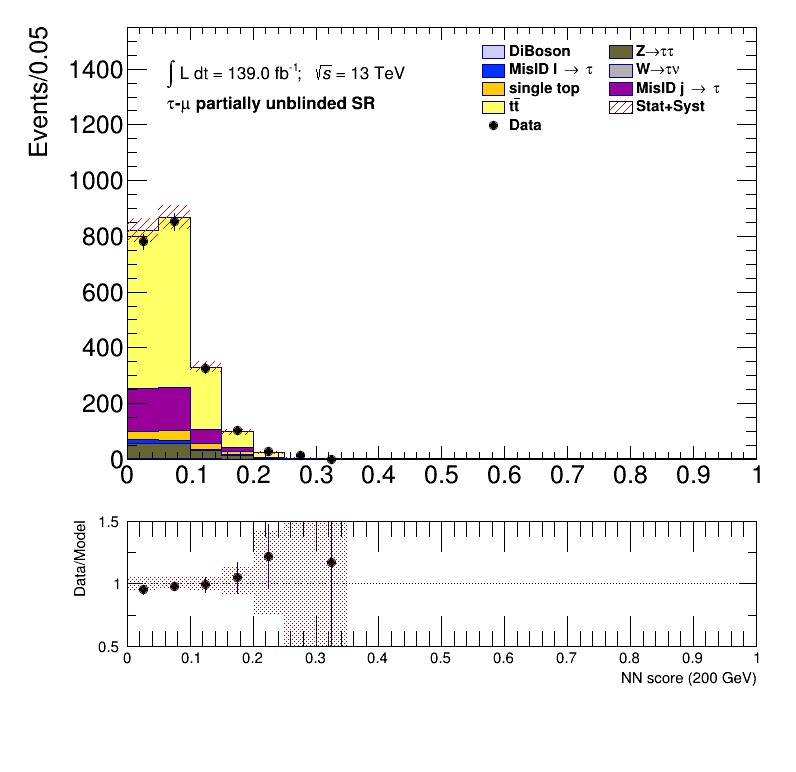 Events/0.05
1400
1200
1000
800
600
400
200
0
∫ L dt = 139.0 fb⁻¹; √s = 13 TeV
τ-μ partially unblinded SR
DiBoson
MisID l → τ
single top
tt̄
Data
Z→ττ
W→τν
MisID j → τ
Stat+Syst
0 0.1 0.2 0.3 0.4 0.5 0.6 0.7 0.8 0.9 1
Data/Model
1.5
1
0.5
0 0.1 0.2 0.3 0.4 0.5 0.6 0.7 0.8 0.9 1
NN score (200 GeV)